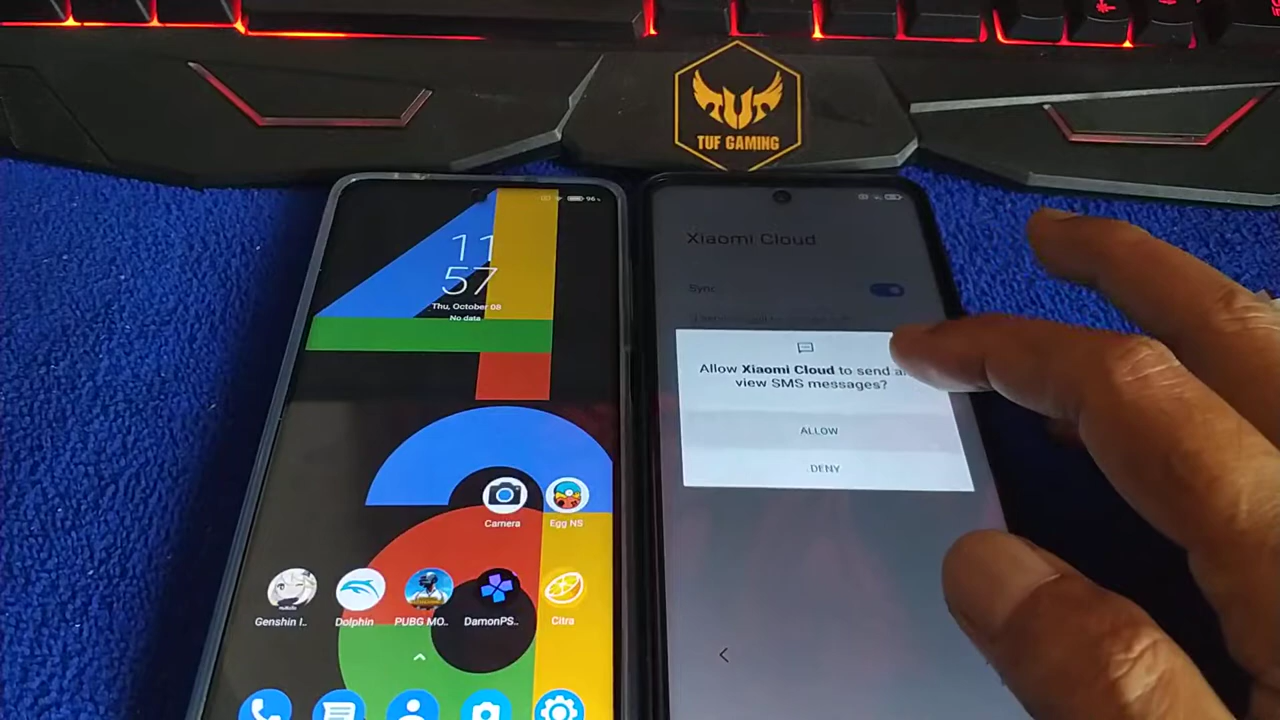 TUF GAMING
96
11
57
Thu, October 08
No data
Camera
Egg NS
Genshin I..
Dolphin
PUBG MO..
DamonPS..
Citra
Xiaomi Cloud
Sync
Allow Xiaomi Cloud to send a
view SMS messages?
ALLOW
DENY